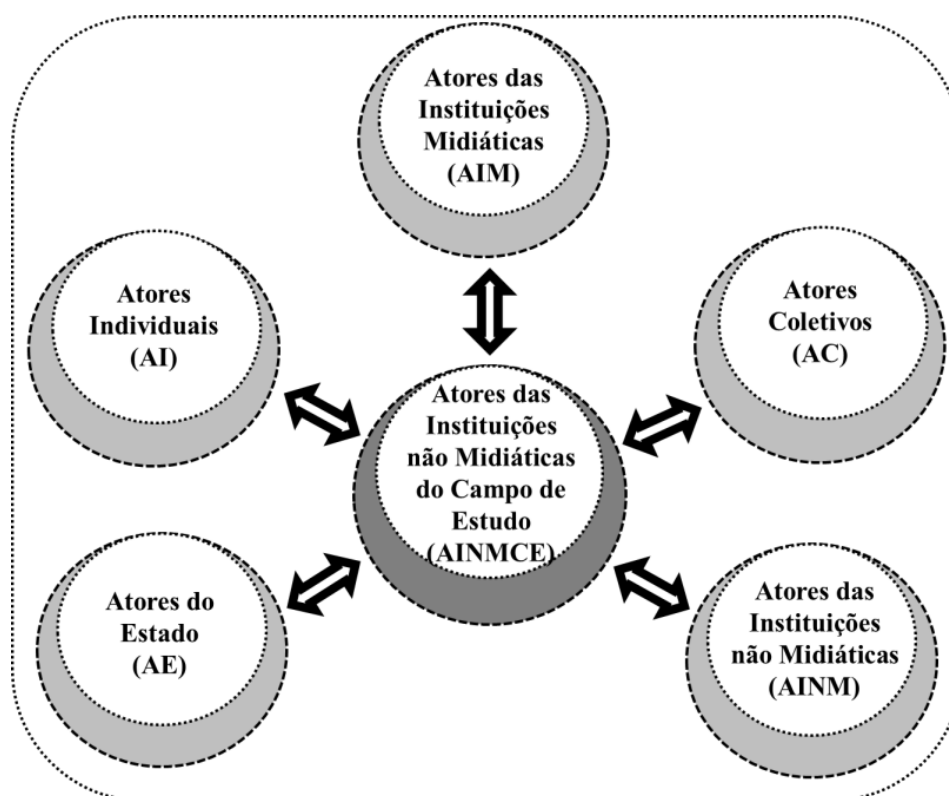 Atores das
Instituições
Midiáticas
(AIM)
Atores
Individuais
(AI)
Atores
Coletivos
(AC)
Atores das
Instituições
não Midiáticas
do Campo de
Estudo
(AINMCE)
Atores do
Estado
(AE)
Atores das
Instituições
não Midiáticas
(AINM)